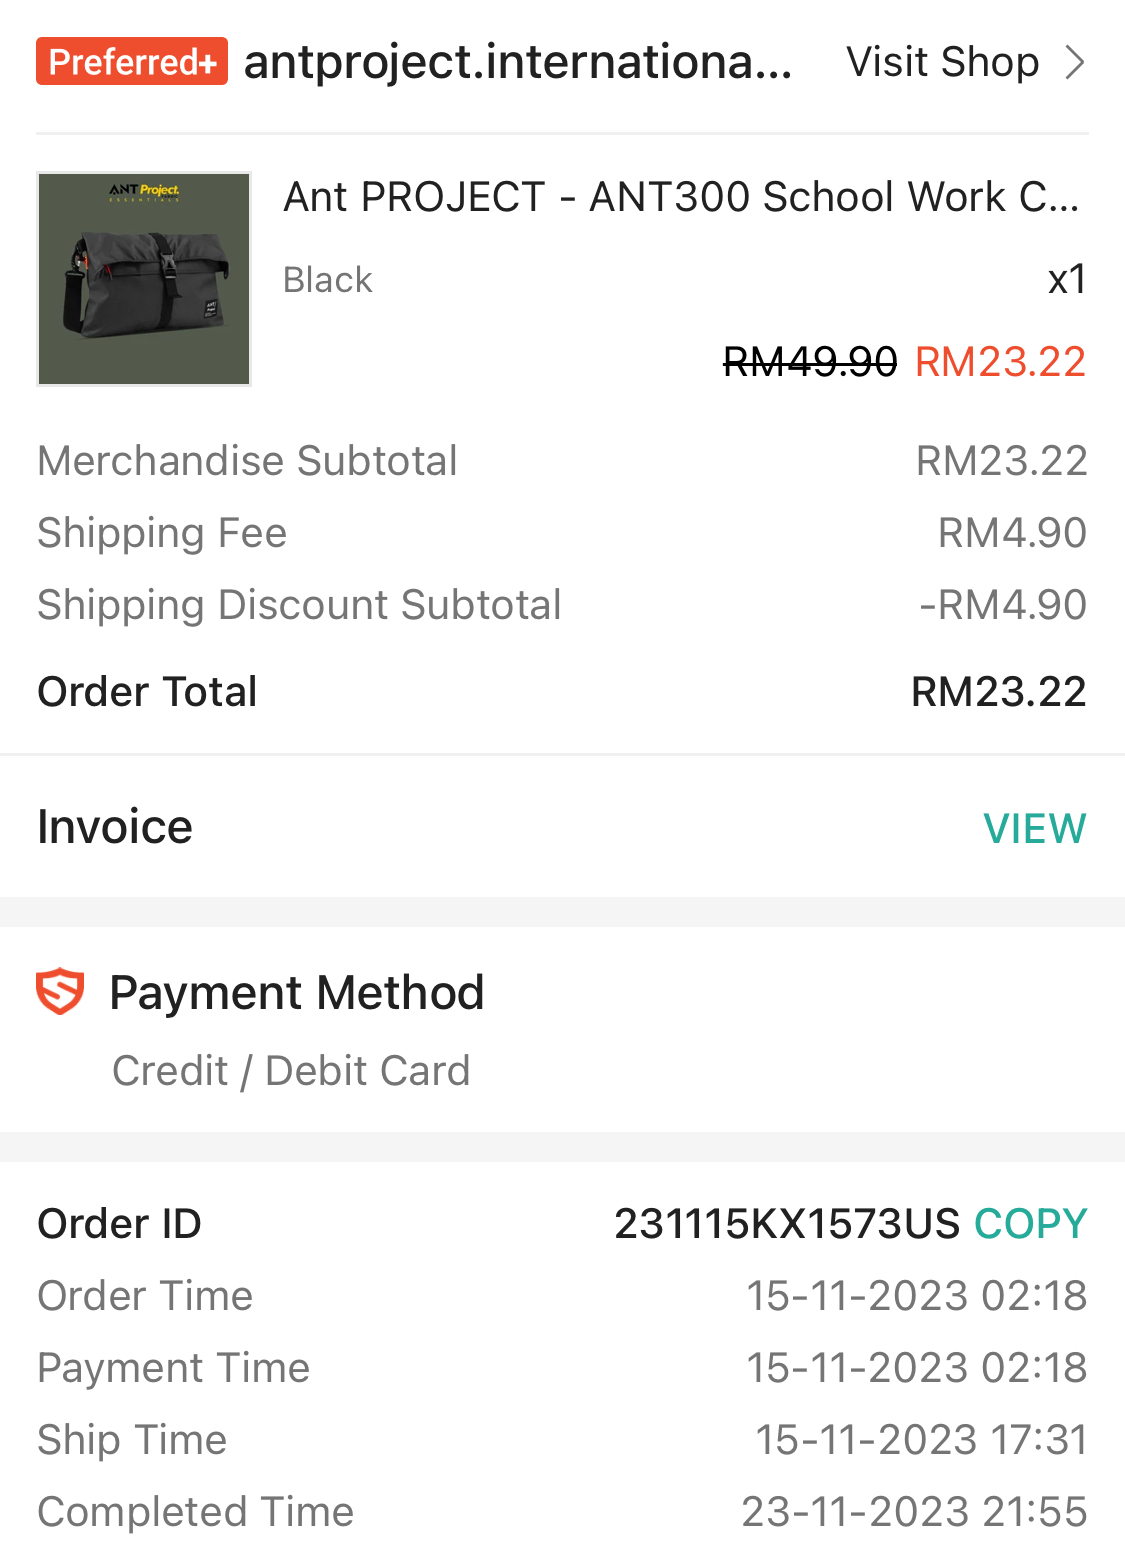 Preferred+ antproject.internationa... Visit Shop
ANT Project.
ESSENTIALS
Ant PROJECT - ANT300 School Work C...
Black x1
RM49.90 RM23.22
Merchandise Subtotal RM23.22
Shipping Fee RM4.90
Shipping Discount Subtotal -RM4.90
Order Total RM23.22
Invoice VIEW
Payment Method
Credit / Debit Card
Order ID 231115KX1573US COPY
Order Time 15-11-2023 02:18
Payment Time 15-11-2023 02:18
Ship Time 15-11-2023 17:31
Completed Time 23-11-2023 21:55